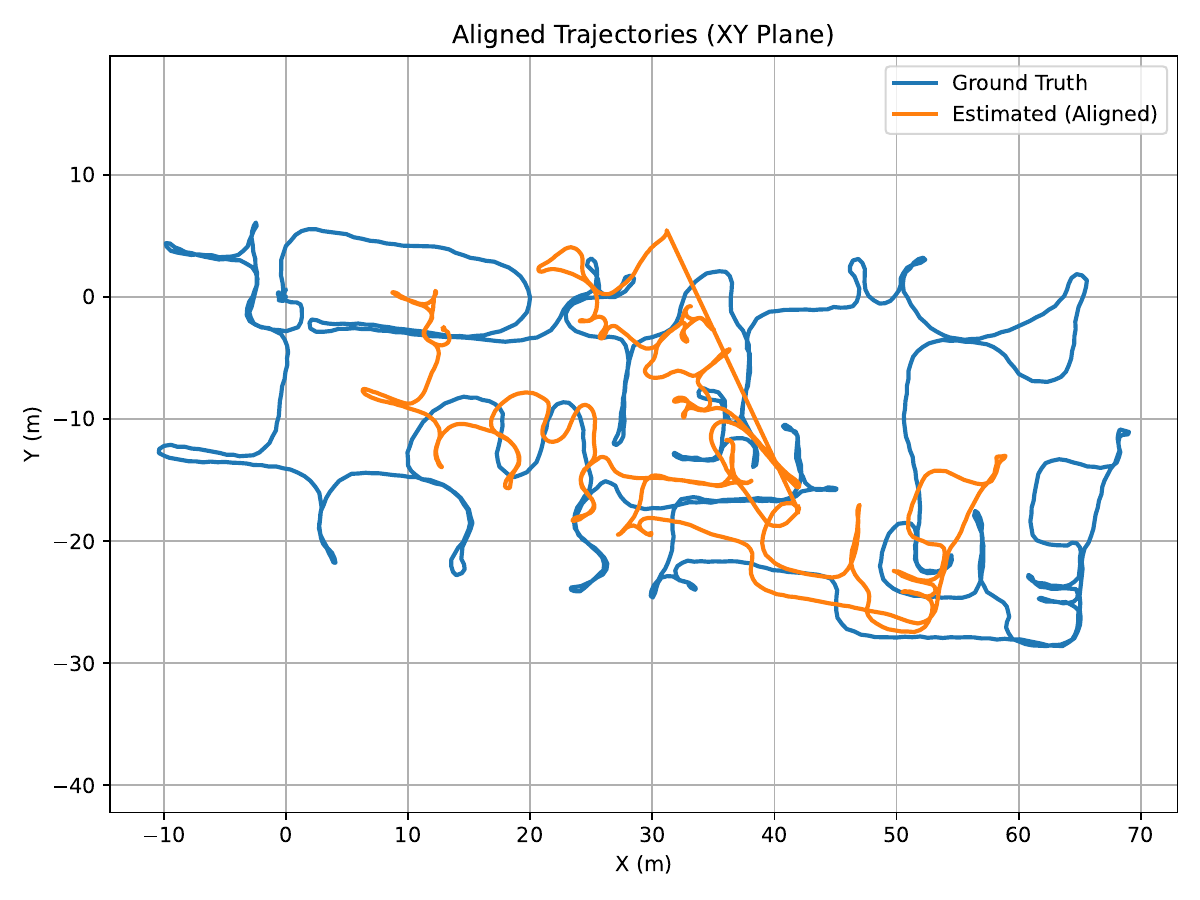 Aligned Trajectories (XY Plane)
Ground Truth
Estimated (Aligned)
10
0
−10
−20
−30
−40
Y (m)
−10 0 10 20 30 40 50 60 70
X (m)